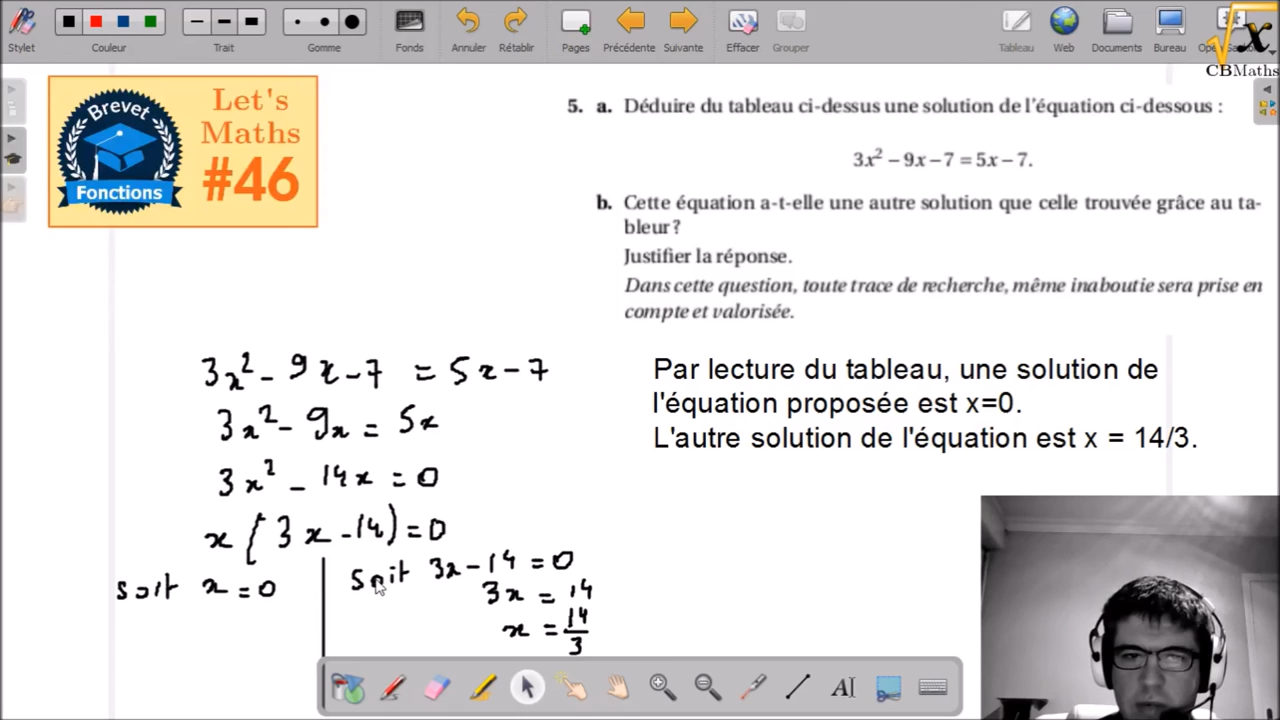 Stylet Couleur Trait Gomme Fonds Annuler Rétablir Pages Précédente Suivante Effacer Grouper Tableau Web Documents Bureau
CBMaths
Brevet
Fonctions
Let's
Maths
#46
5. a. Déduire du tableau ci-dessus une solution de l'équation ci-dessous :
3x² – 9x – 7 = 5x – 7.
b. Cette équation a-t-elle une autre solution que celle trouvée grâce au ta-
bleur ?
Justifier la réponse.
Dans cette question, toute trace de recherche, même inaboutie sera prise en
compte et valorisée.
3x² - 9x - 7 = 5x - 7
3x² - 9x = 5x
3x² - 14x = 0
x (3x - 14) = 0
soit x = 0
soit 3x - 14 = 0
3x = 14
x = 14/3
Par lecture du tableau, une solution de
l'équation proposée est x=0.
L'autre solution de l'équation est x = 14/3.